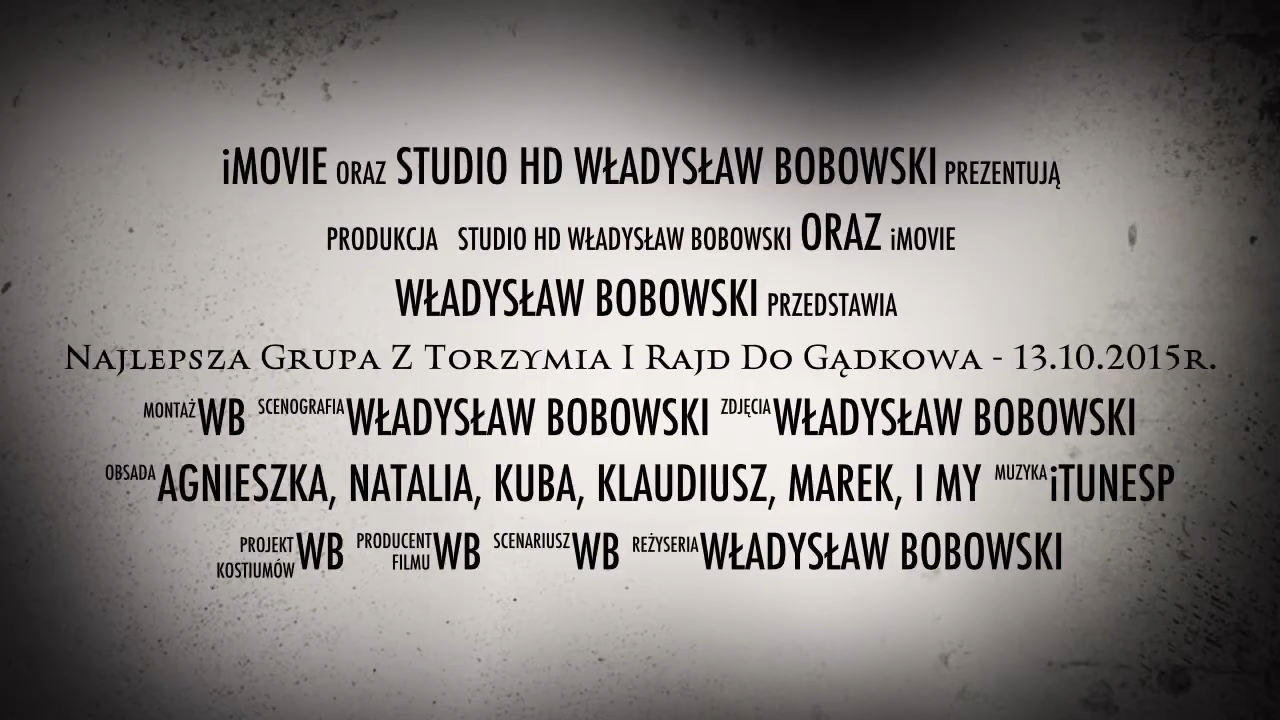 iMOVIE ORAZ STUDIO HD WŁADYSŁAW BOBOWSKI PREZENTUJĄ
PRODUKCJA STUDIO HD WŁADYSŁAW BOBOWSKI ORAZ iMOVIE
WŁADYSŁAW BOBOWSKI PRZEDSTAWIA
Najlepsza Grupa Z Torzymia I Rajd Do Gądkowa - 13.10.2015r.
MONTAŻ WB SCENOGRAFIA WŁADYSŁAW BOBOWSKI ZDJĘCIA WŁADYSŁAW BOBOWSKI
OBSADA AGNIESZKA, NATALIA, KUBA, KLAUDIUSZ, MAREK, I MY MUZYKA iTUNESP
PROJEKT KOSTIUMÓW WB PRODUCENT FILMU WB SCENARIUSZ WB REŻYSERIA WŁADYSŁAW BOBOWSKI